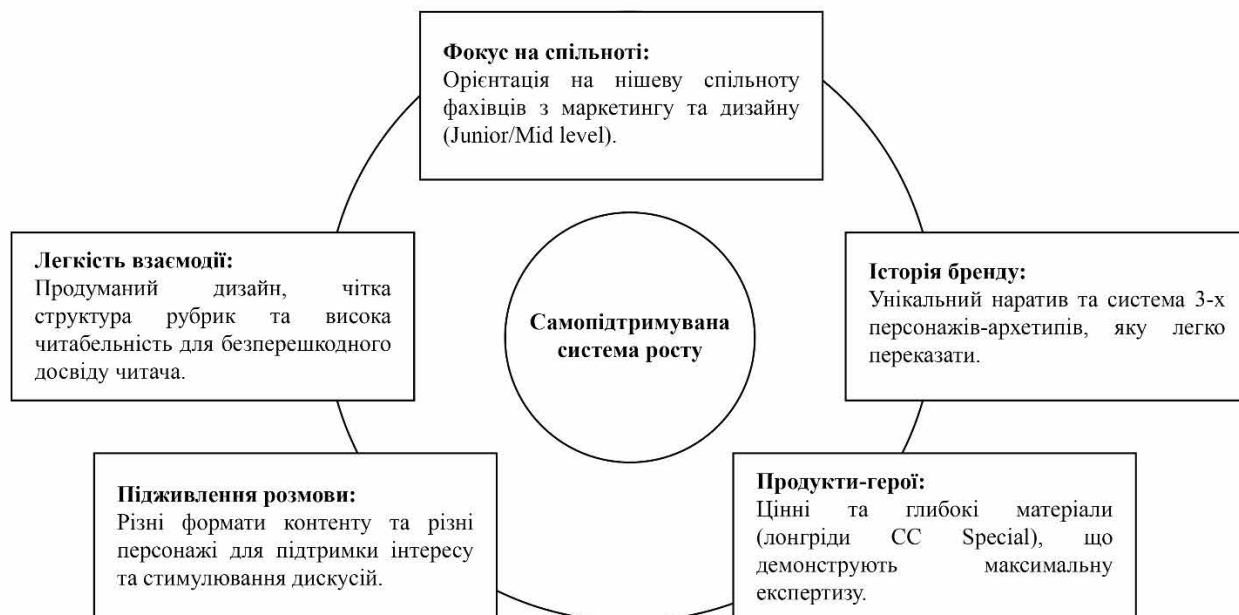 Фокус на спільноті:
Орієнтація на нішеву спільноту
фахівців з маркетингу та дизайну
(Junior/Mid level).
Легкість взаємодії:
Продуманий дизайн, чітка
структура рубрик та висока
читабельність для безперешкодного
досвіду читача.
Самопідтримувана
система росту
Історія бренду:
Унікальний наратив та система 3-х
персонажів-архетипів, яку легко
переказати.
Підживлення розмови:
Різні формати контенту та різні
персонажі для підтримки інтересу
та стимулювання дискусій.
Продукти-герої:
Цінні та глибокі матеріали
(лонгріди CC Special), що
демонструють максимальну
експертизу.